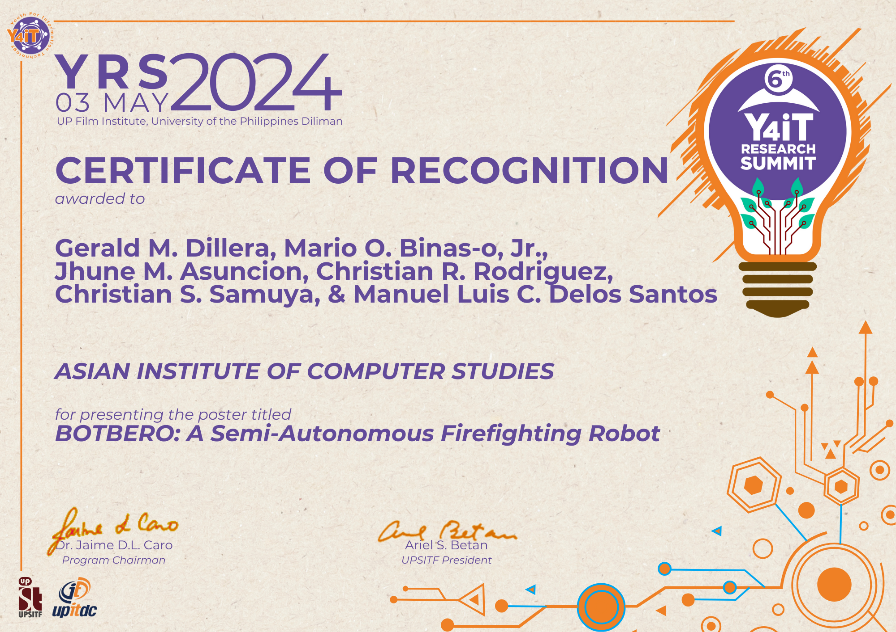 Y4iT
YRS 2024
03 MAY
UP Film Institute, University of the Philippines Diliman
6th
Y4iT
RESEARCH
SUMMIT
CERTIFICATE OF RECOGNITION
awarded to
Gerald M. Dillera, Mario O. Binas-o, Jr.,
Jhune M. Asuncion, Christian R. Rodriguez,
Christian S. Samuya, & Manuel Luis C. Delos Santos
ASIAN INSTITUTE OF COMPUTER STUDIES
for presenting the poster titled
BOTBERO: A Semi-Autonomous Firefighting Robot
Jaime d Caro
Dr. Jaime D.L. Caro
Program Chairman
Ariel S. Betan
UPSITF President
up
st
UPSITF
upitdc